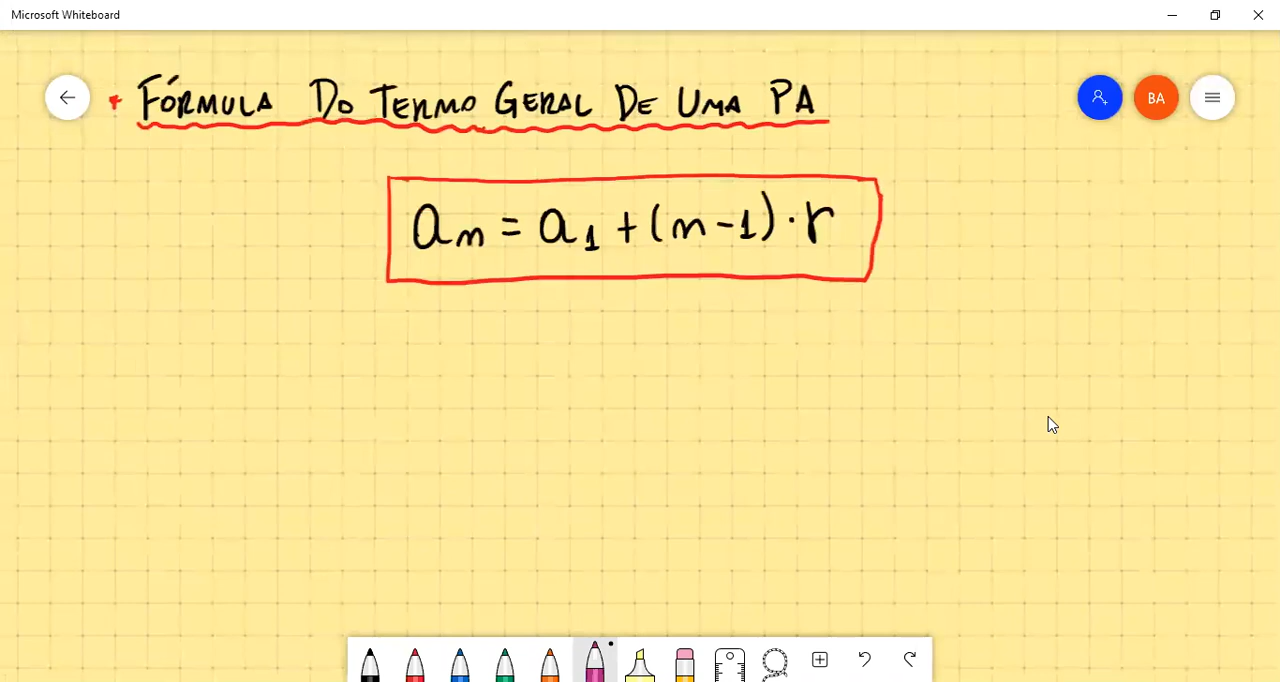 Microsoft Whiteboard
FÓRMULA DO TERMO GERAL DE UMA PA
BA
an = a1 + (n-1) · r